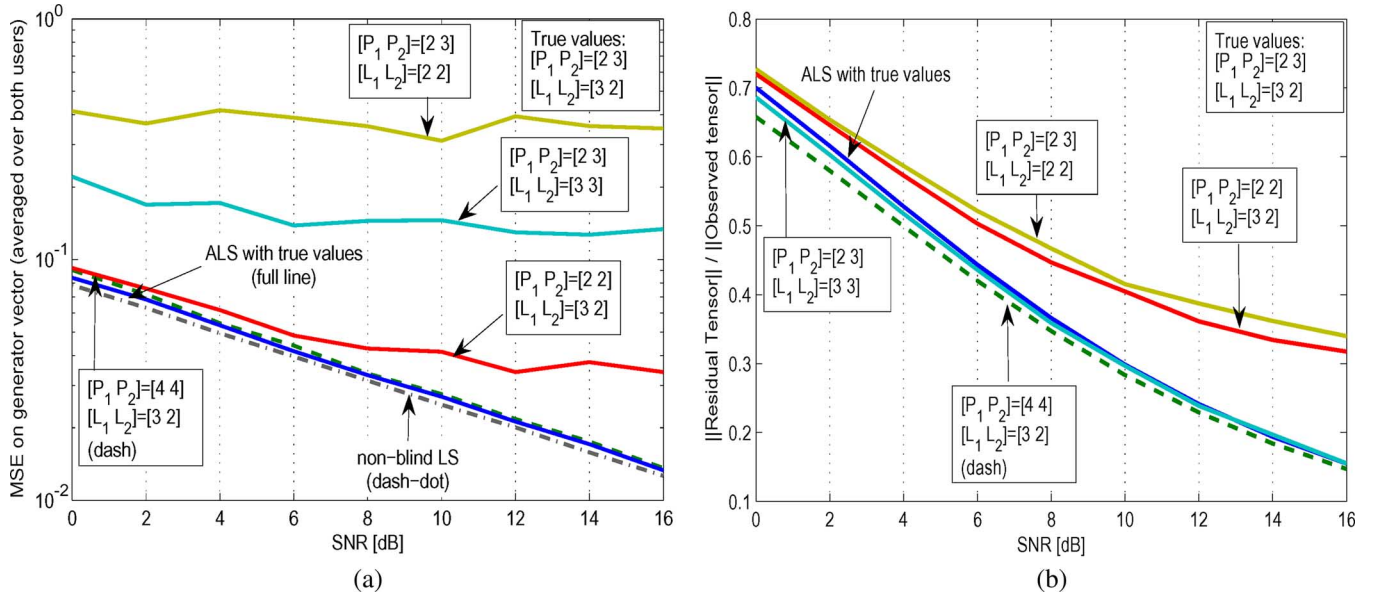 MSE on generator vector (averaged over both users)
10^0
10^-1
10^-2
[P_1 P_2]=[2 3]
[L_1 L_2]=[2 2]
True values:
[P_1 P_2]=[2 3]
[L_1 L_2]=[3 2]
[P_1 P_2]=[2 3]
[L_1 L_2]=[3 3]
ALS with true values
(full line)
[P_1 P_2]=[2 2]
[L_1 L_2]=[3 2]
[P_1 P_2]=[4 4]
[L_1 L_2]=[3 2]
(dash)
non-blind LS
(dash-dot)
0 2 4 6 8 10 12 14 16
SNR [dB]
(a)
||Residual Tensor|| / ||Observed tensor||
0.8
0.7
0.6
0.5
0.4
0.3
0.2
0.1
ALS with true values
True values:
[P_1 P_2]=[2 3]
[L_1 L_2]=[3 2]
[P_1 P_2]=[2 3]
[L_1 L_2]=[2 2]
[P_1 P_2]=[2 2]
[L_1 L_2]=[3 2]
[P_1 P_2]=[2 3]
[L_1 L_2]=[3 3]
[P_1 P_2]=[4 4]
[L_1 L_2]=[3 2]
(dash)
0 2 4 6 8 10 12 14 16
SNR [dB]
(b)